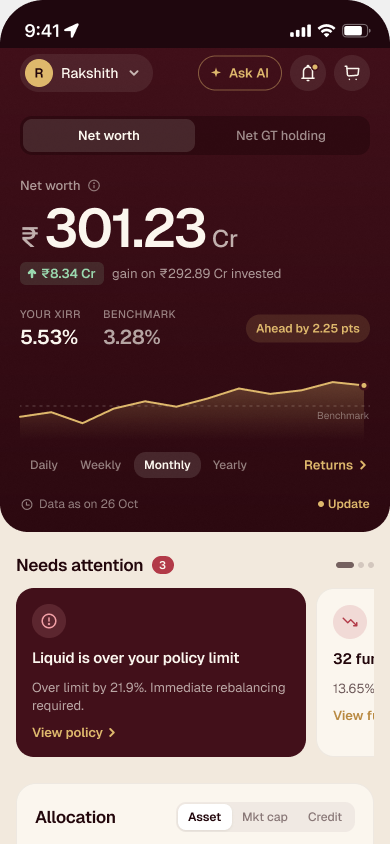 9:41
R Rakshith
Ask AI
Net worth
Net GT holding
Net worth
₹ 301.23 Cr
₹8.34 Cr gain on ₹292.89 Cr invested
YOUR XIRR
BENCHMARK
5.53%
3.28%
Ahead by 2.25 pts
Benchmark
Daily
Weekly
Monthly
Yearly
Returns
Data as on 26 Oct
Update
Needs attention 3
Liquid is over your policy limit
Over limit by 21.9%. Immediate rebalancing
required.
View policy
32
13.65%
View
Allocation
Asset
Mkt cap
Credit